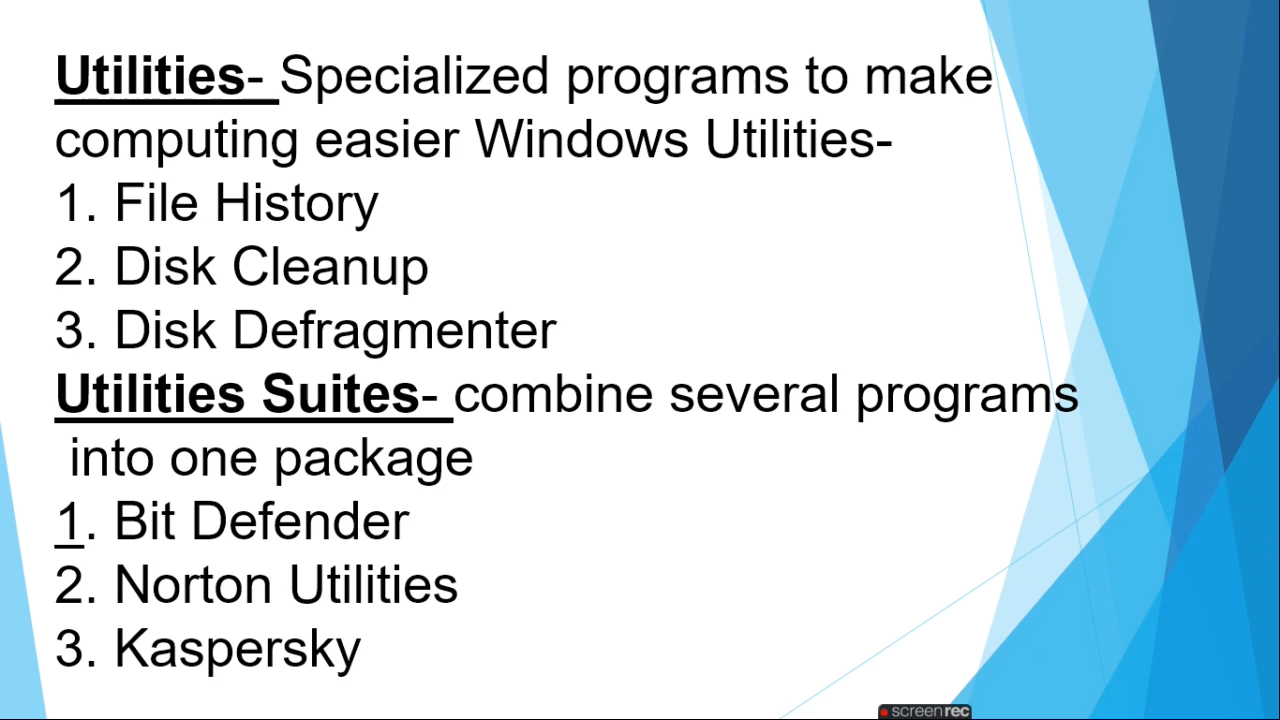 Utilities- Specialized programs to make
computing easier Windows Utilities-
1. File History
2. Disk Cleanup
3. Disk Defragmenter
Utilities Suites- combine several programs
into one package
1. Bit Defender
2. Norton Utilities
3. Kaspersky
screenrec